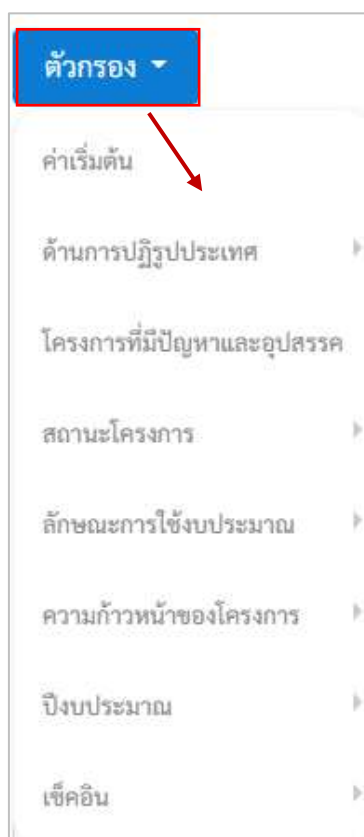 ตัวกรอง
ค่าเริ่มต้น
ด้านการปฏิรูปประเทศ
โครงการที่มีปัญหาและอุปสรรค
สถานะโครงการ
ลักษณะการใช้งบประมาณ
ความก้าวหน้าของโครงการ
ปีงบประมาณ
เช็คอิน